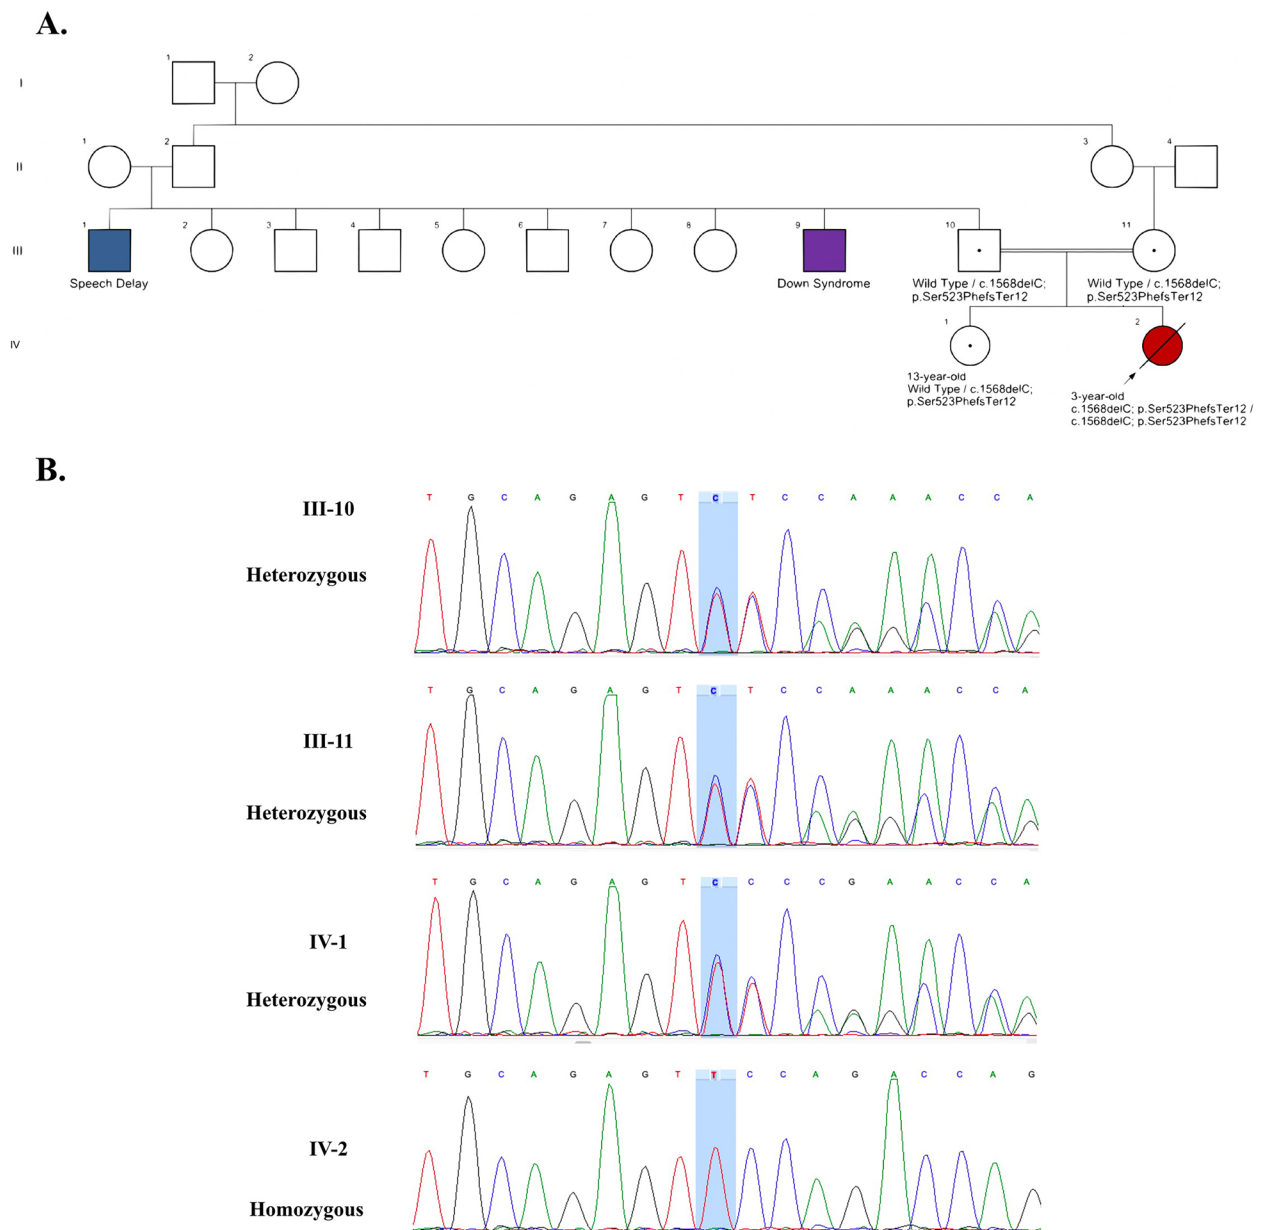 A.
1 2
I
1 2 3 4
II
1 2 3 4 5 6 7 8 9 10 11
III
Speech Delay
Down Syndrome
Wild Type / c.1568delC;
p.Ser523PhefsTer12
Wild Type / c.1568delC;
p.Ser523PhefsTer12
1 2
IV
13-year-old
Wild Type / c.1568delC;
p.Ser523PhefsTer12
3-year-old
c.1568delC; p.Ser523PhefsTer12 /
c.1568delC; p.Ser523PhefsTer12
B.
T G C A G A G T C T C C A A A C C A
III-10
Heterozygous
T G C A G A G T C T C C A A A C C A
III-11
Heterozygous
T G C A G A G T C C C G A A C C A
IV-1
Heterozygous
T G C A G A G T T C C A G A C C A G
IV-2
Homozygous